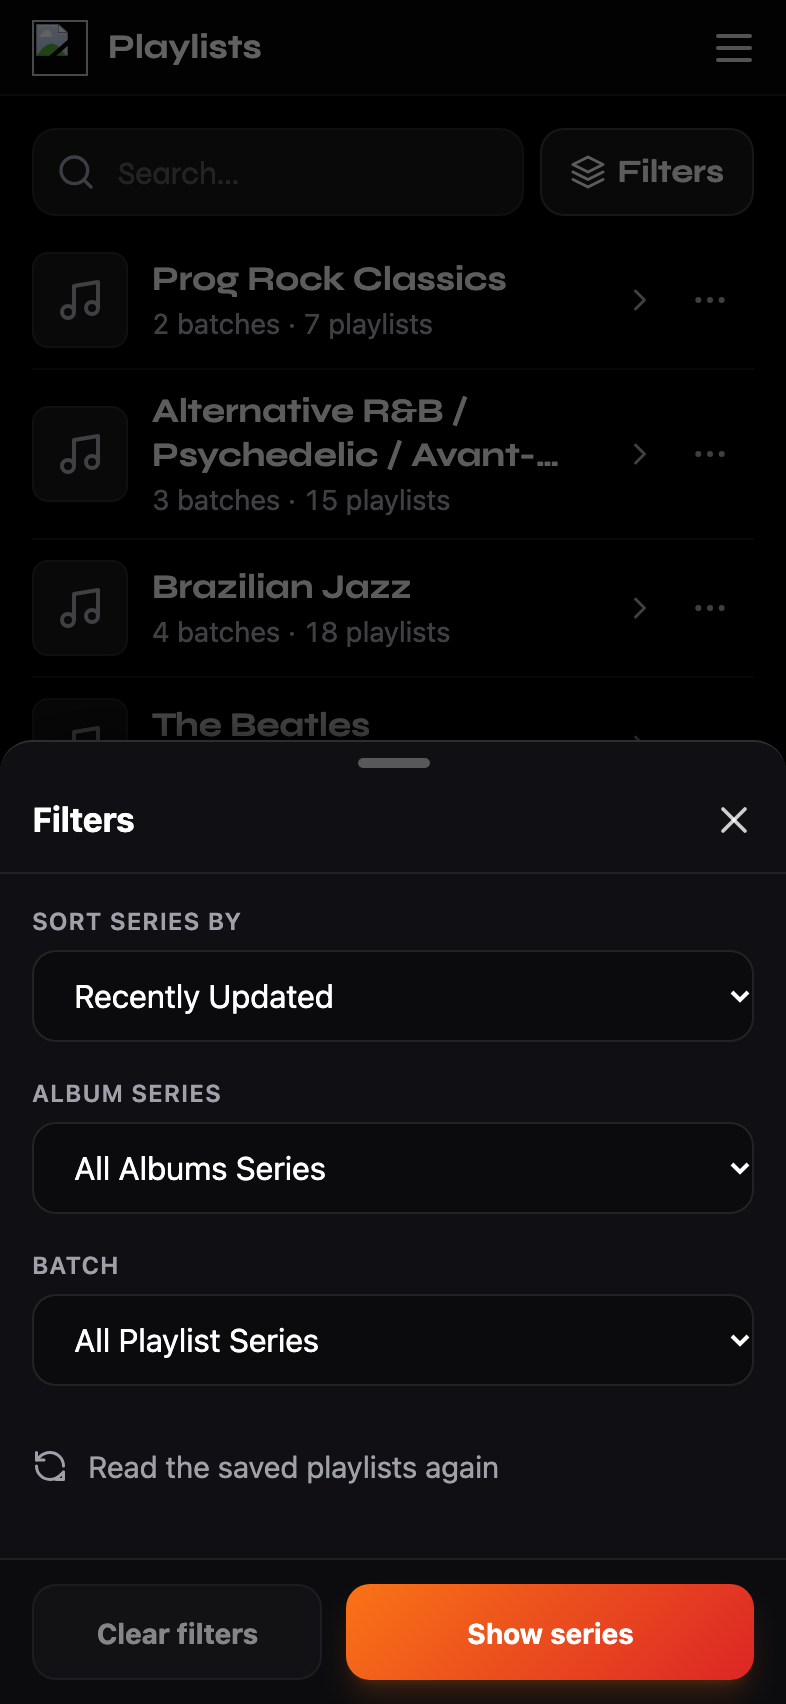 Playlists
Search...
Filters
Prog Rock Classics
2 batches · 7 playlists
Alternative R&B /
Psychedelic / Avant-...
3 batches · 15 playlists
Brazilian Jazz
4 batches · 18 playlists
The Beatles
Filters
SORT SERIES BY
Recently Updated
ALBUM SERIES
All Albums Series
BATCH
All Playlist Series
Read the saved playlists again
Clear filters
Show series